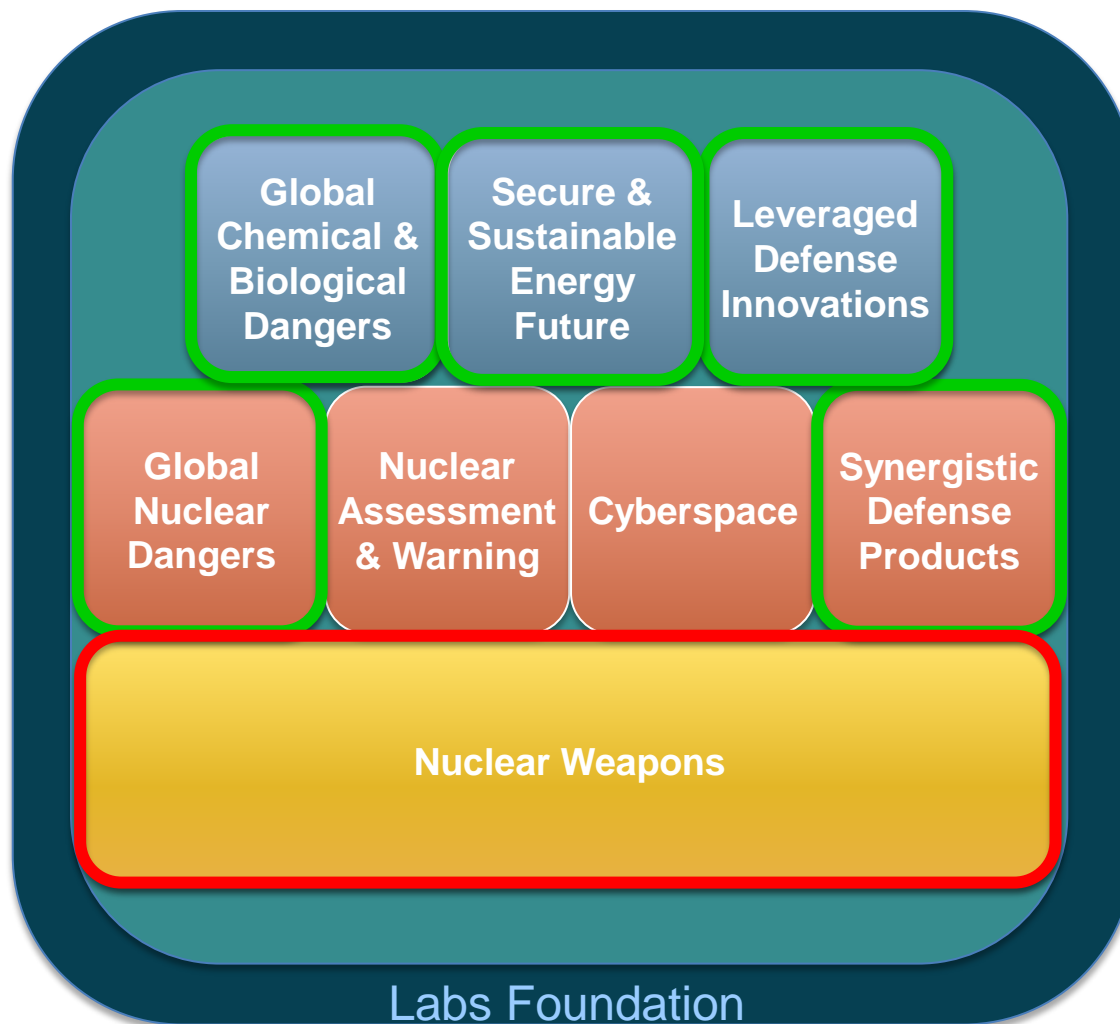 Global
Chemical &
Biological
Dangers
Secure &
Sustainable
Energy
Future
Leveraged
Defense
Innovations
Global
Nuclear
Dangers
Nuclear
Assessment
& Warning
Cyberspace
Synergistic
Defense
Products
Nuclear Weapons
Labs Foundation